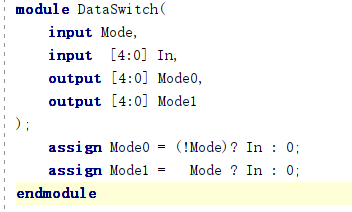 module DataSwitch(
    input Mode,
    input  [4:0] In,
    output [4:0] Mode0,
    output [4:0] Mode1
);
    assign Mode0 = (!Mode)? In : 0;
    assign Mode1 =   Mode ? In : 0;
endmodule